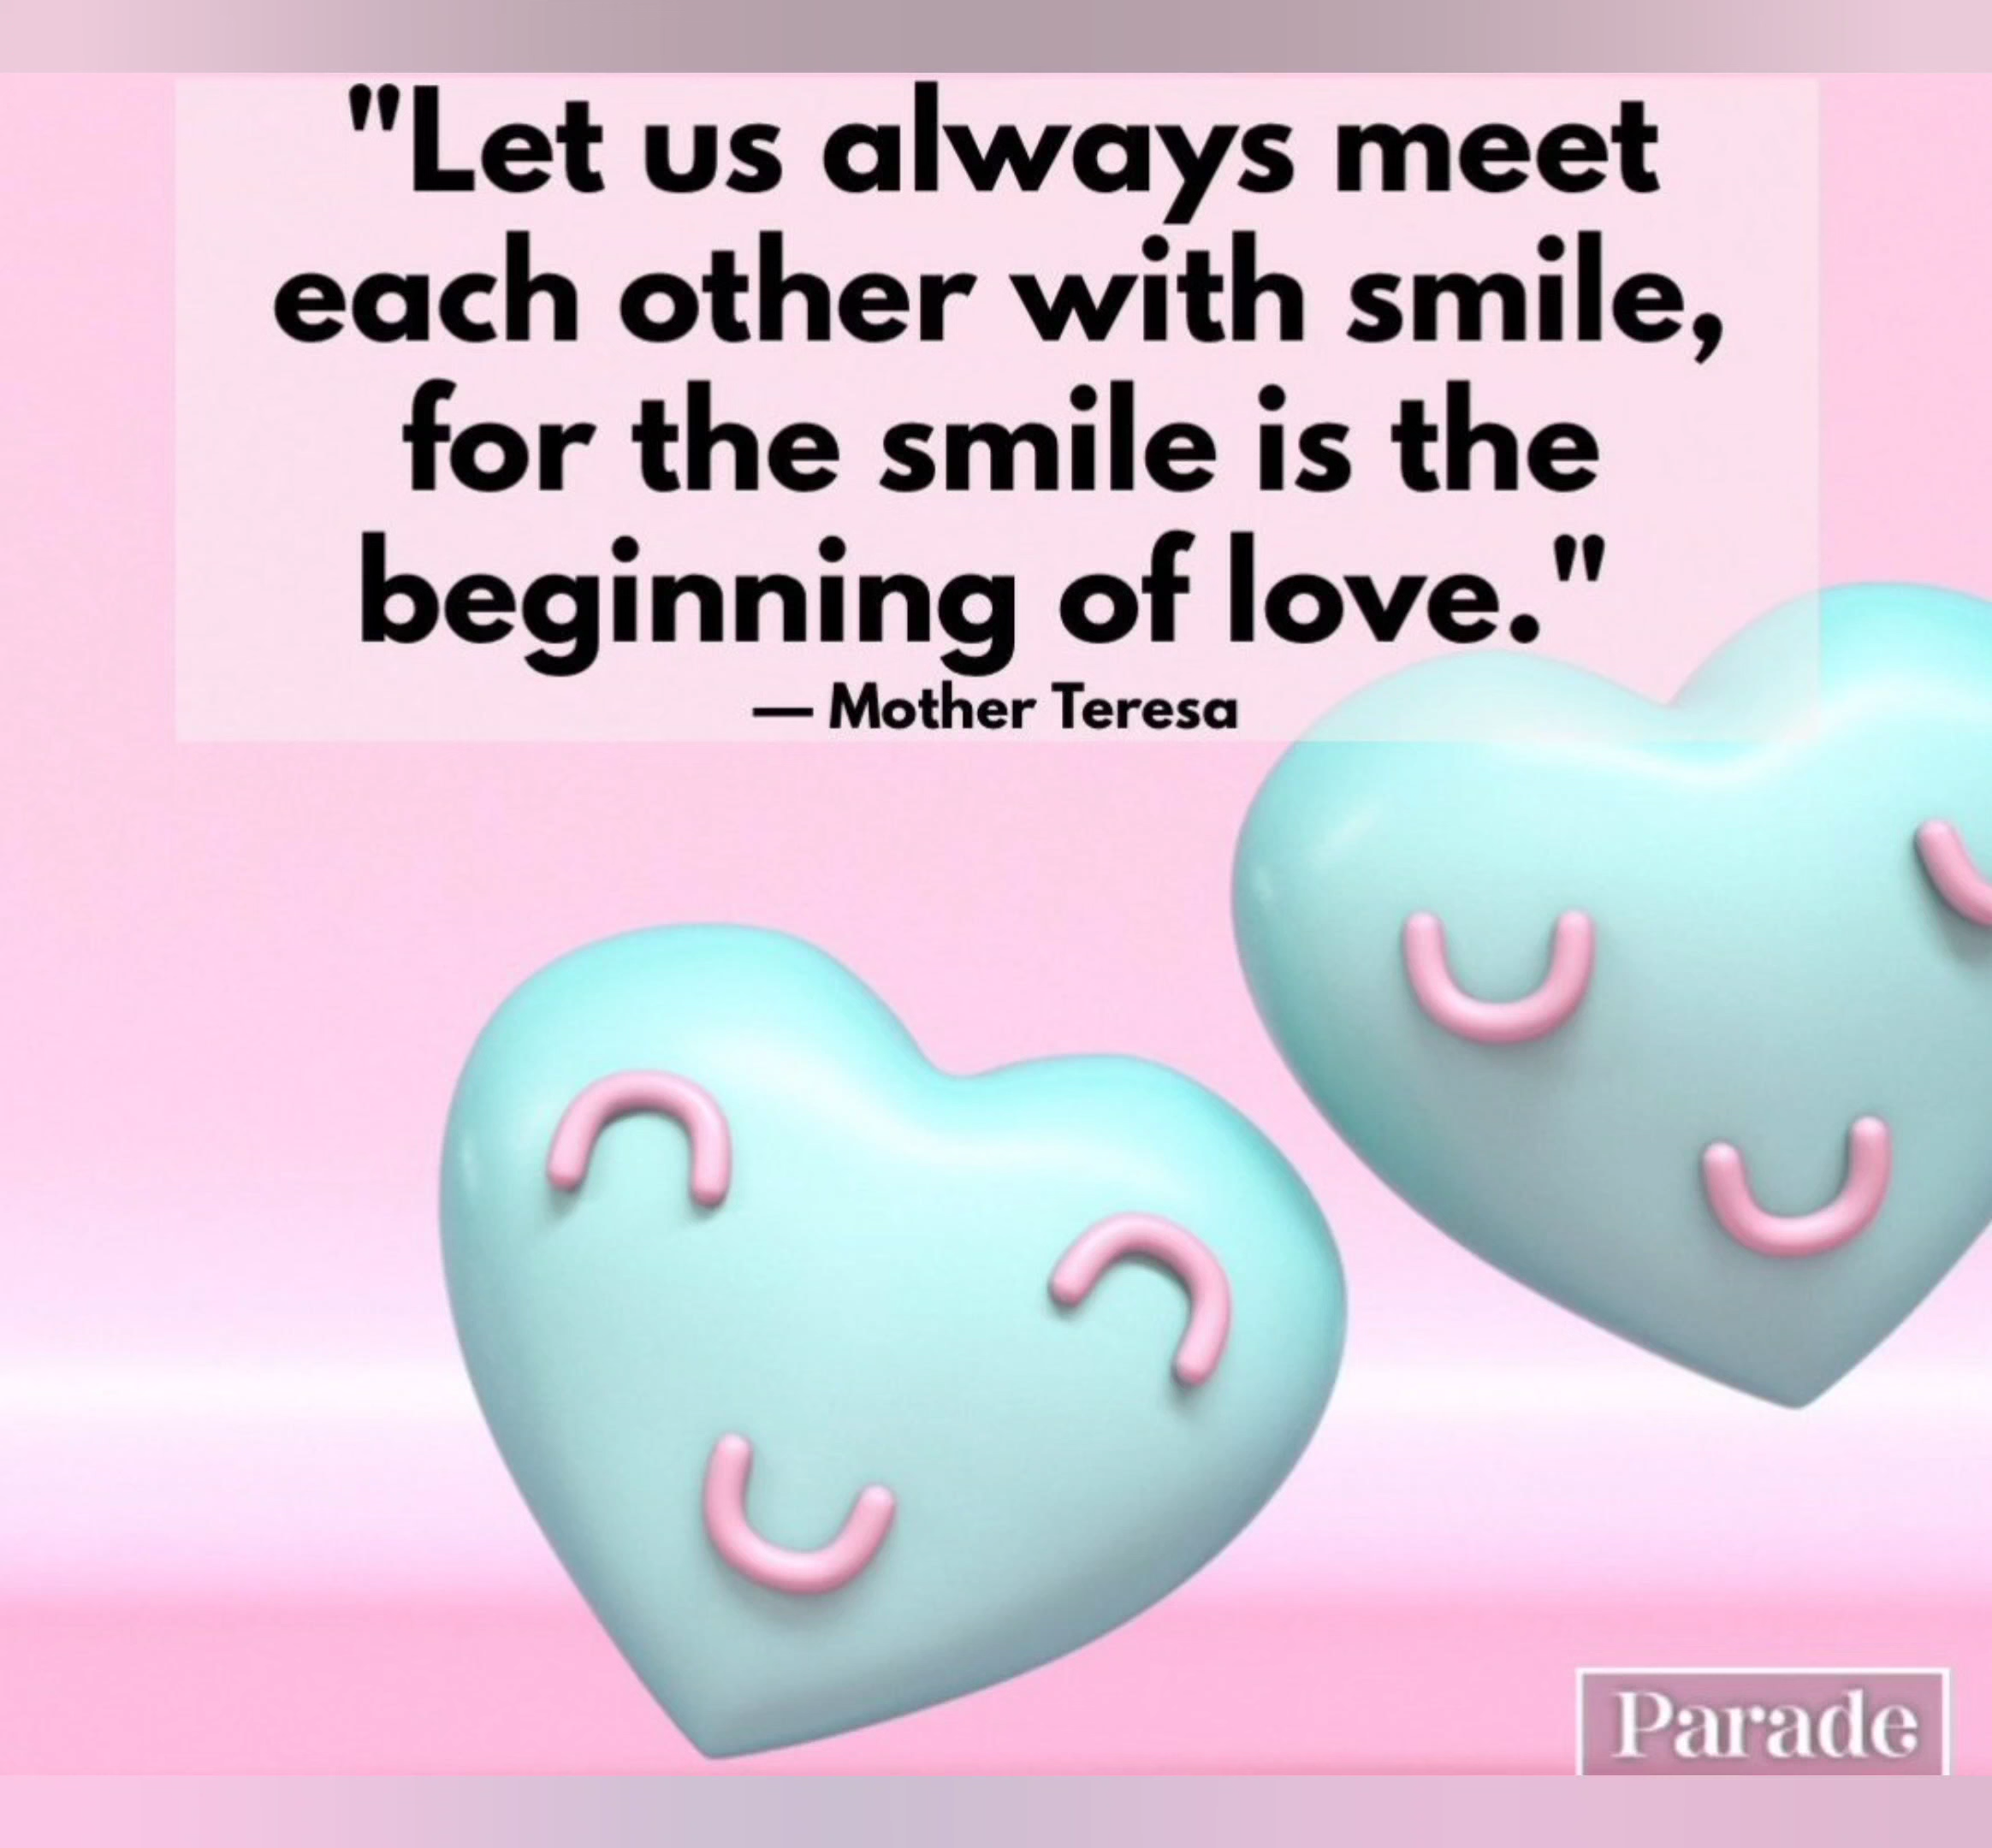 "Let us always meet
each other with smile,
for the smile is the
beginning of love."
— Mother Teresa
Parade